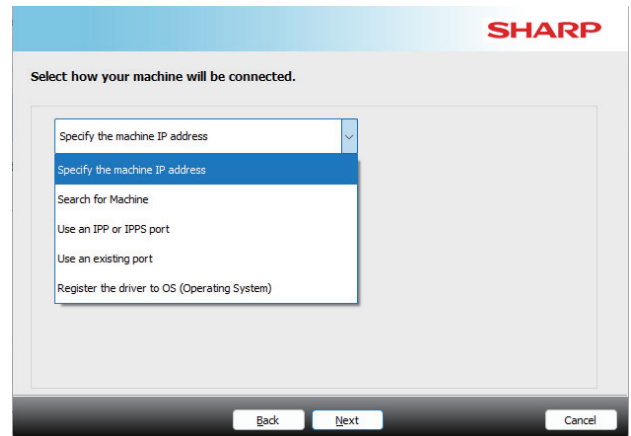 SHARP
Select how your machine will be connected.
Specify the machine IP address
Specify the machine IP address
Search for Machine
Use an IPP or IPPS port
Use an existing port
Register the driver to OS (Operating System)
Back Next Cancel